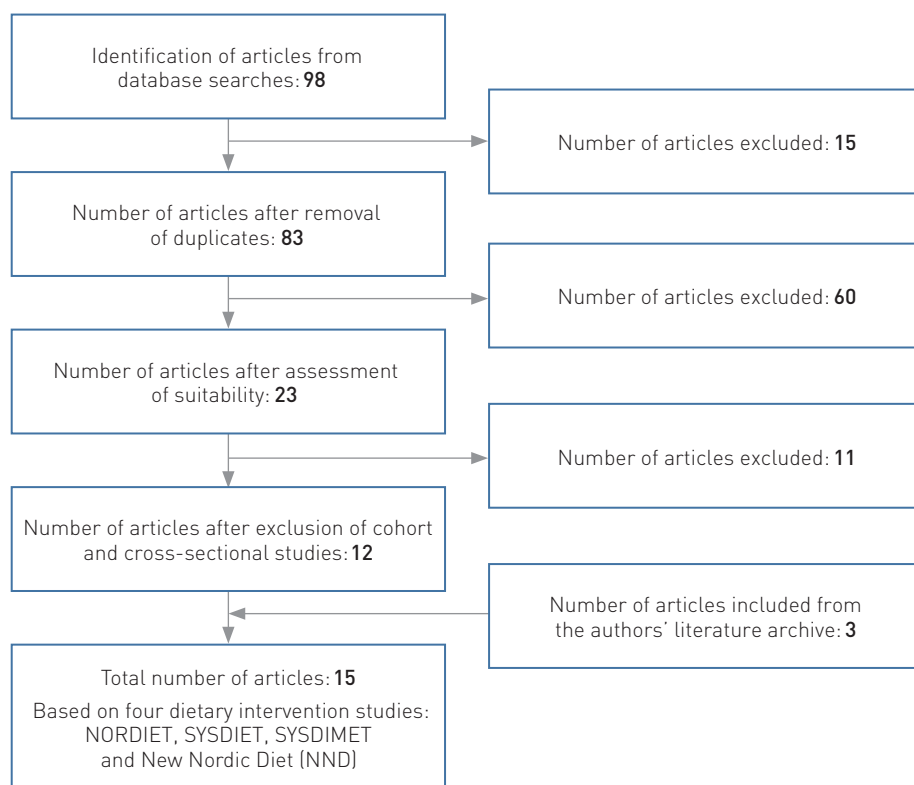 Identification of articles from
database searches: 98
Number of articles excluded: 15
Number of articles after removal
of duplicates: 83
Number of articles excluded: 60
Number of articles after assessment
of suitability: 23
Number of articles excluded: 11
Number of articles after exclusion of cohort
and cross-sectional studies: 12
Number of articles included from
the authors’ literature archive: 3
Total number of articles: 15
Based on four dietary intervention studies:
NORDIET, SYSDIET, SYSDIMET
and New Nordic Diet (NND)